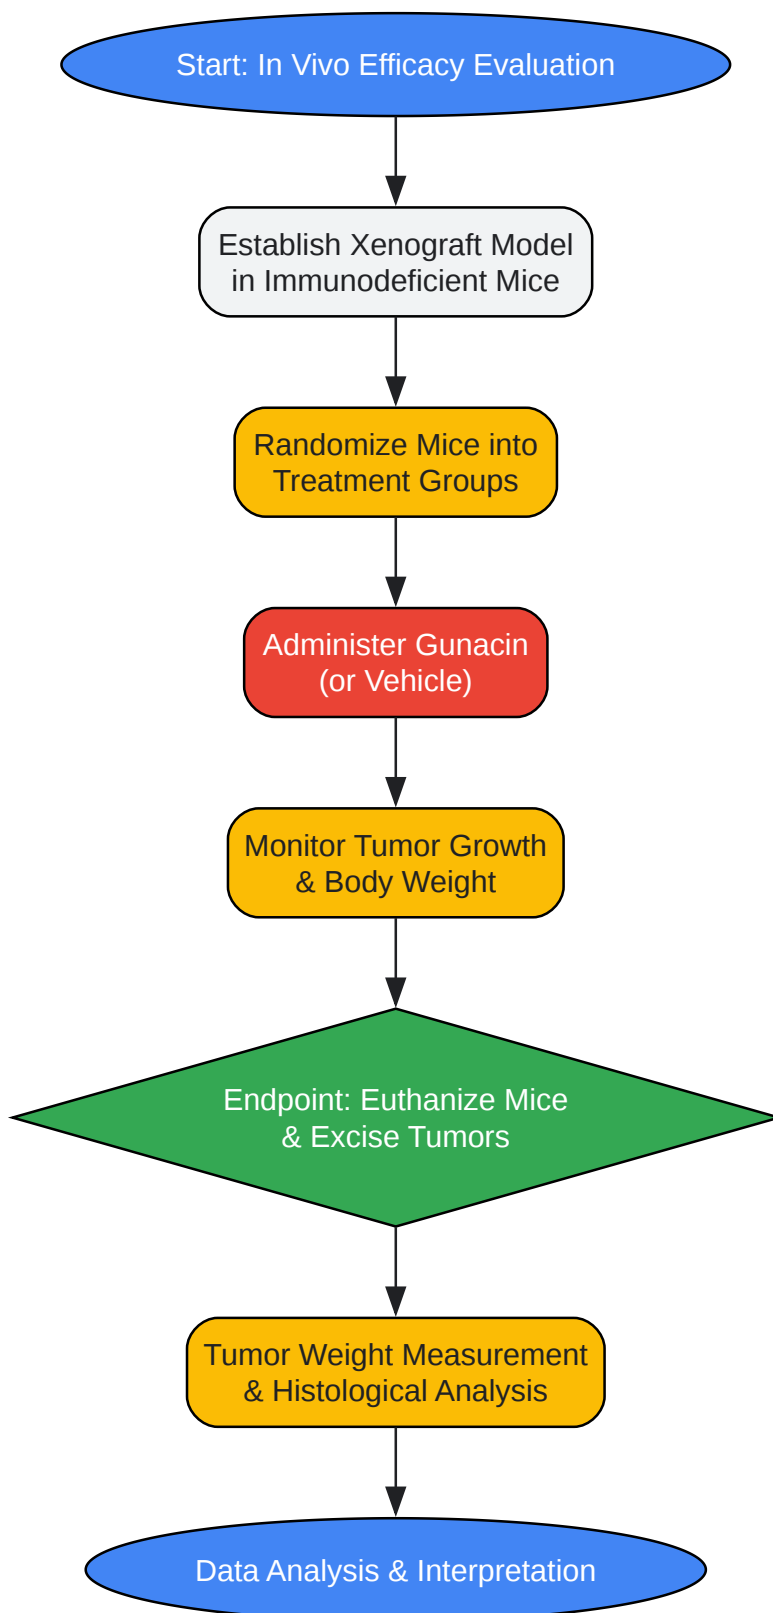 Start: In Vivo Efficacy Evaluation
Establish Xenograft Model
in Immunodeficient Mice
Randomize Mice into
Treatment Groups
Administer Gunacin
(or Vehicle)
Monitor Tumor Growth
& Body Weight
Endpoint: Euthanize Mice
& Excise Tumors
Tumor Weight Measurement
& Histological Analysis
Data Analysis & Interpretation